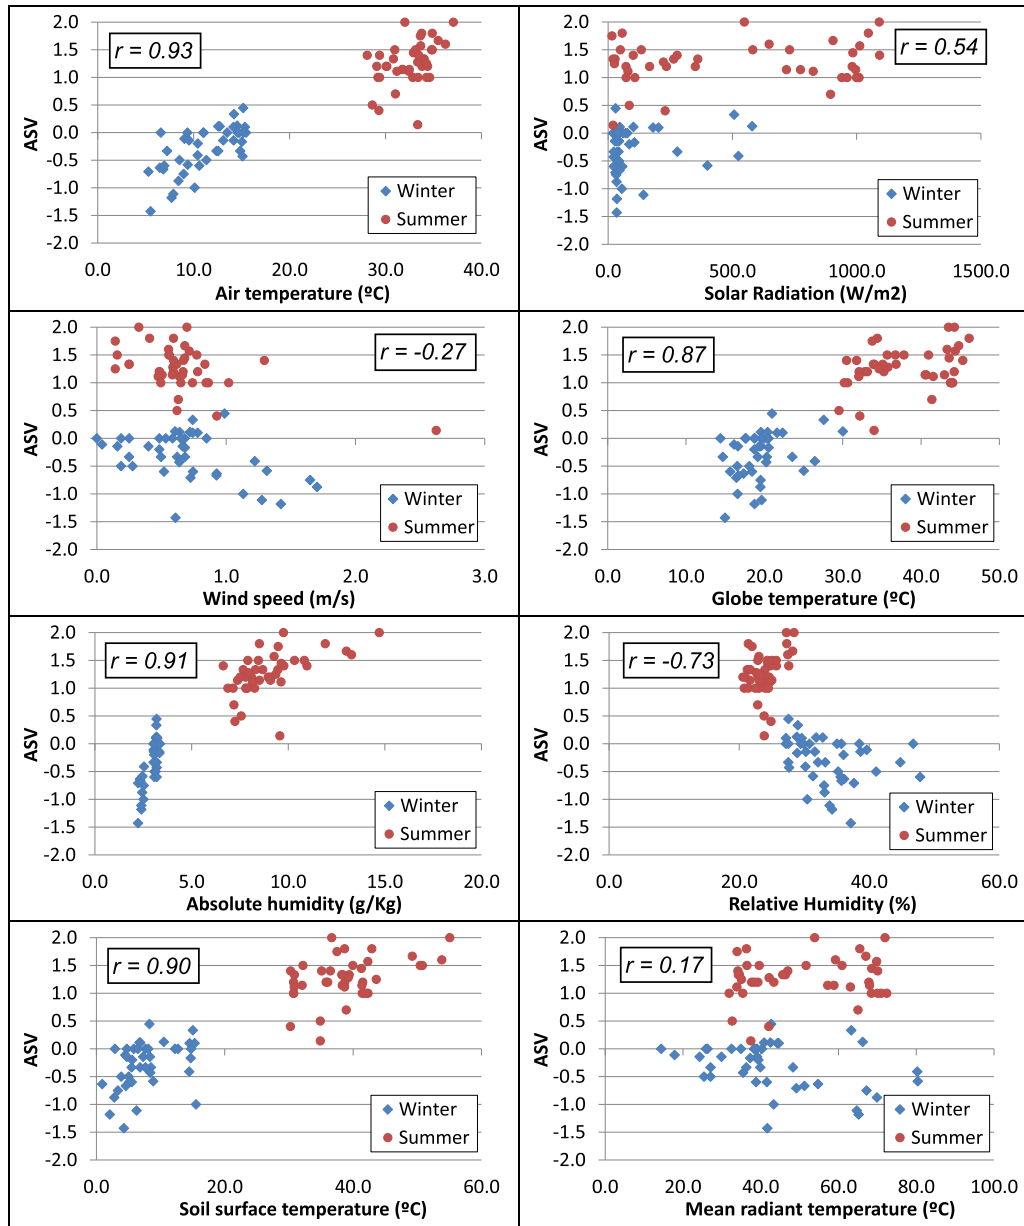 2.0
1.5
1.0
0.5
0.0
-0.5
-1.0
-1.5
-2.0
ASV
r = 0.93
Winter
Summer
0.0 10.0 20.0 30.0 40.0
Air temperature (ºC)
2.0
1.5
1.0
0.5
0.0
-0.5
-1.0
-1.5
-2.0
ASV
r = 0.54
Winter
Summer
0.0 500.0 1000.0 1500.0
Solar Radiation (W/m2)
2.0
1.5
1.0
0.5
0.0
-0.5
-1.0
-1.5
-2.0
ASV
r = -0.27
Winter
Summer
0.0 1.0 2.0 3.0
Wind speed (m/s)
2.0
1.5
1.0
0.5
0.0
-0.5
-1.0
-1.5
-2.0
ASV
r = 0.87
Winter
Summer
0.0 10.0 20.0 30.0 40.0 50.0
Globe temperature (ºC)
2.0
1.5
1.0
0.5
0.0
-0.5
-1.0
-1.5
-2.0
ASV
r = 0.91
Winter
Summer
0.0 5.0 10.0 15.0 20.0
Absolute humidity (g/Kg)
2.0
1.5
1.0
0.5
0.0
-0.5
-1.0
-1.5
-2.0
ASV
r = -0.73
Winter
Summer
0.0 20.0 40.0 60.0
Relative Humidity (%)
2.0
1.5
1.0
0.5
0.0
-0.5
-1.0
-1.5
-2.0
ASV
r = 0.90
Winter
Summer
0.0 20.0 40.0 60.0
Soil surface temperature (ºC)
2.0
1.5
1.0
0.5
0.0
-0.5
-1.0
-1.5
-2.0
ASV
r = 0.17
Winter
Summer
0.0 20.0 40.0 60.0 80.0 100.0
Mean radiant temperature (ºC)